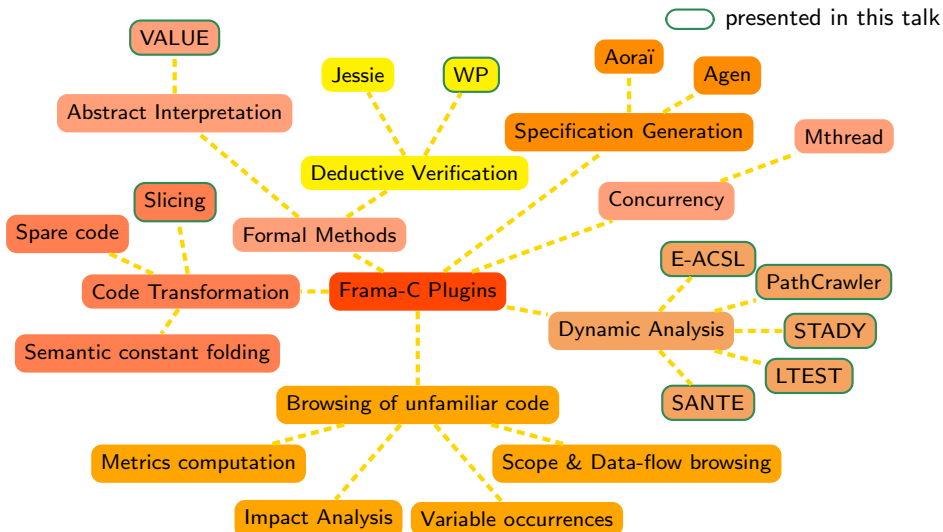 presented in this talk
VALUE
Aoraï
Jessie
WP
Agen
Abstract Interpretation
Specification Generation
Mthread
Deductive Verification
Slicing
Concurrency
Spare code
Formal Methods
E-ACSL
PathCrawler
Code Transformation
Frama-C Plugins
Dynamic Analysis
STADY
Semantic constant folding
LTEST
Browsing of unfamiliar code
SANTE
Metrics computation
Scope & Data-flow browsing
Impact Analysis
Variable occurrences